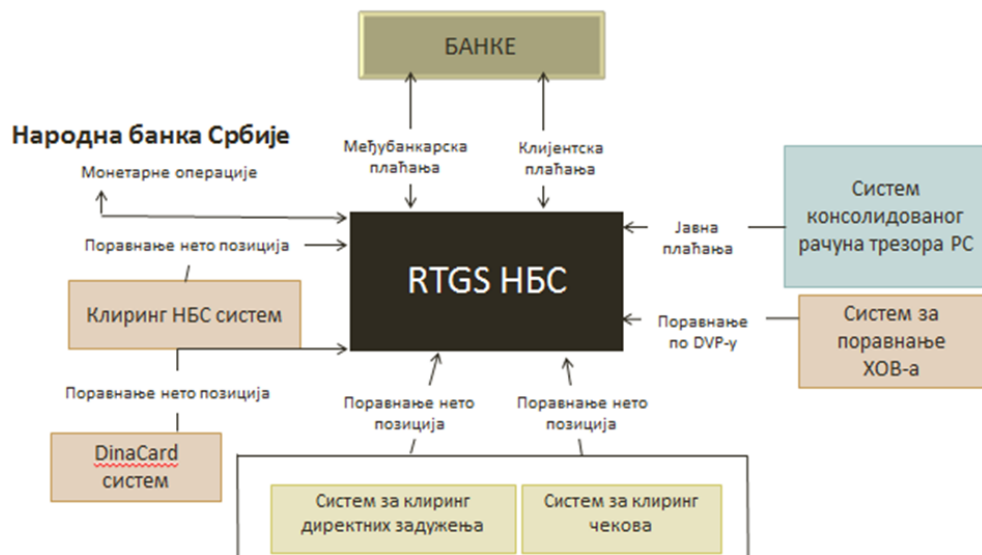 БАНКЕ
Народна банка Србије
Монетарне операције
Међубанкарска
плаћања
Клијентска
плаћања
Поравнање нето позиција
Клиринг НБС систем
RTGS НБС
Јавна
плаћања
Систем
консолидованог
рачуна трезора РС
Поравнање
по DVP-у
Систем за
поравнање
ХОВ-а
Поравнање нето позиција
DinaCard
систем
Поравнање нето
позиција
Поравнање нето
позиција
Систем за клиринг
директних задужења
Систем за клиринг
чекова